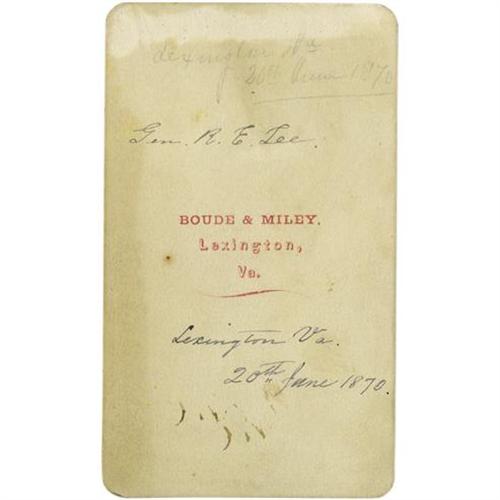 Lexington Va
20th June 1870
Gen. R. E. Lee.
BOUDE & MILEY,
Lexington,
Va.
Lexington Va.
20th June 1870.